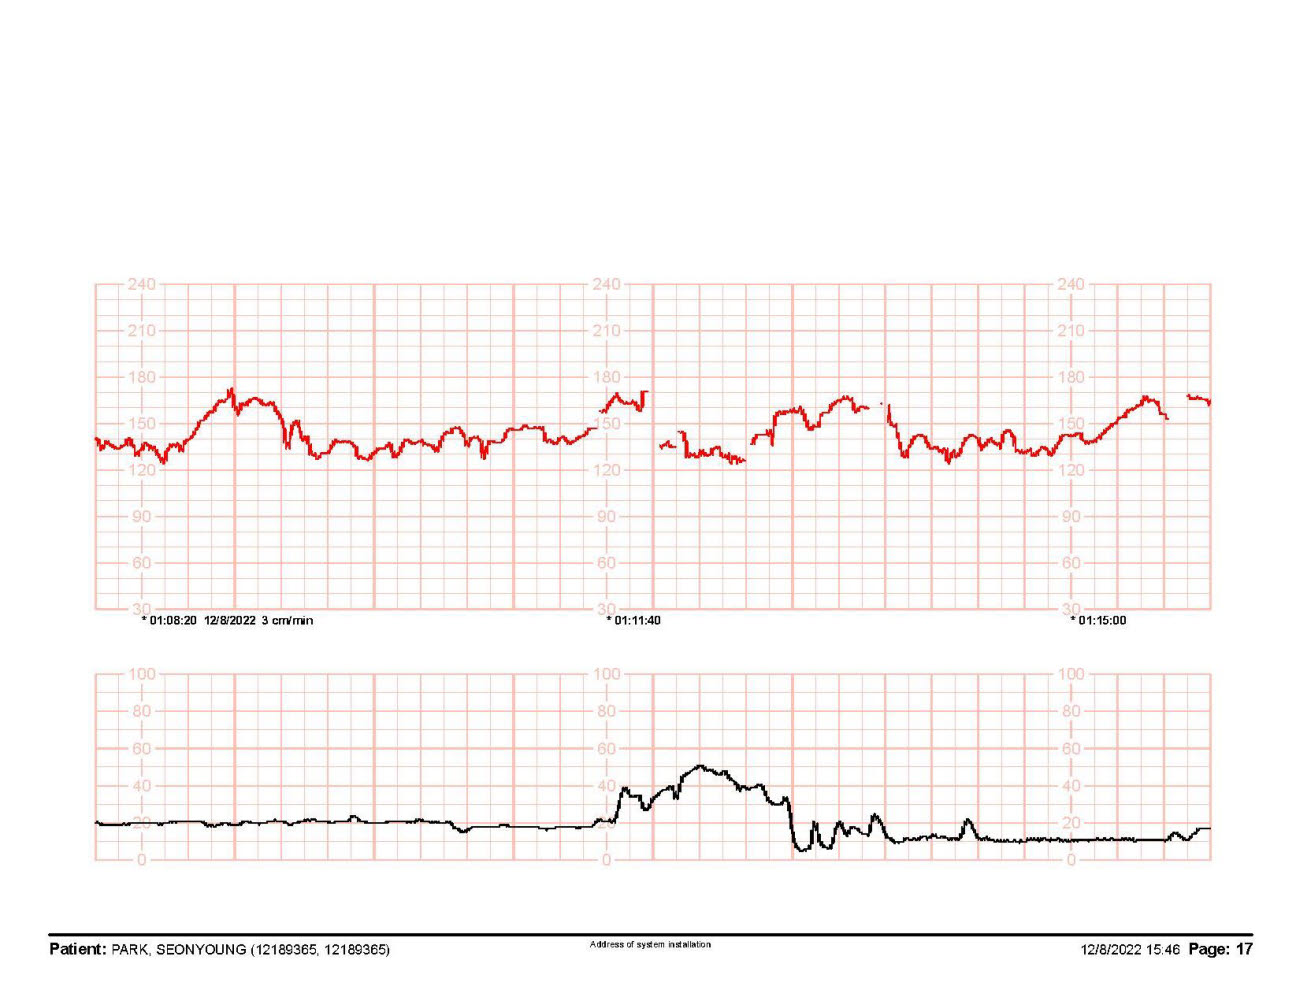 240 240 240
210 210 210
180 180 180
150 150 150
120 120 120
90 90 90
60 60 60
30 30 30
* 01:08:20 12/8/2022 3 cm/min * 01:11:40 * 01:15:00
100 100 100
80 80 80
60 60 60
40 40 40
20 20 20
0 0 0
Patient: PARK, SEONYOUNG (12189365, 12189365) Address of system installation 12/8/2022 15:46 Page: 17